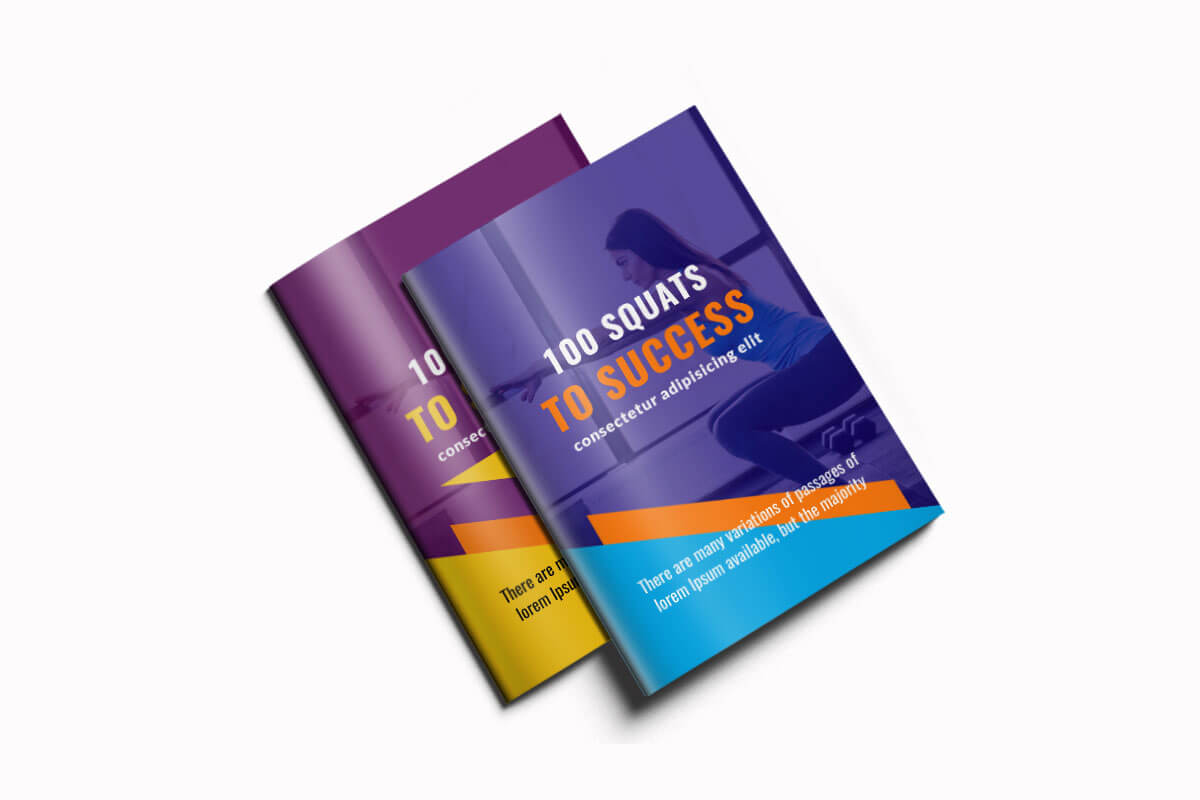 100 SQUATS
TO SUCCESS
consectetur adipisicing elit
There are many variations of passages of
lorem Ipsum available, but the majority
10
TO
consec
There are m
lorem Ipsu